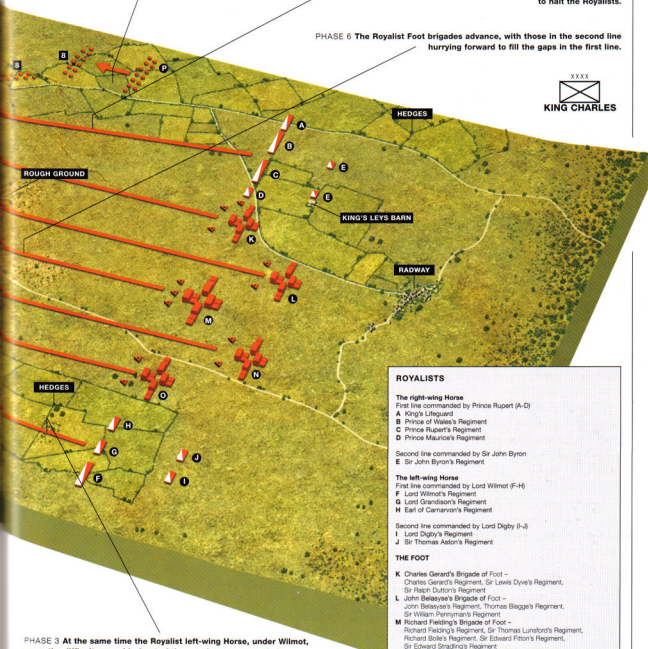 to halt the Royalists.
PHASE 6 The Royalist Foot brigades advance, with those in the second line
hurrying forward to fill the gaps in the first line.
XXXX
KING CHARLES
8
8
P
HEDGES
A
B
C
D
E
E
ROUGH GROUND
KING'S LEYS BARN
K
RADWAY
L
M
N
O
HEDGES
H
G
F
J
I
ROYALISTS
The right-wing Horse
First line commanded by Prince Rupert (A-D)
A King's Lifeguard
B Prince of Wales's Regiment
C Prince Rupert's Regiment
D Prince Maurice's Regiment
Second line commanded by Sir John Byron
E Sir John Byron's Regiment
The left-wing Horse
First line commanded by Lord Wilmot (F-H)
F Lord Wilmot's Regiment
G Lord Grandison's Regiment
H Earl of Carnarvon's Regiment
Second line commanded by Lord Digby (I-J)
I Lord Digby's Regiment
J Sir Thomas Aston's Regiment
THE FOOT
K Charles Gerard's Brigade of Foot –
Charles Gerard's Regiment, Sir Lewis Dyve's Regiment,
Sir Ralph Dutton's Regiment
L John Belasyse's Brigade of Foot –
John Belasyse's Regiment, Thomas Blagge's Regiment,
Sir William Pennyman's Regiment
M Richard Fielding's Brigade of Foot –
Richard Fielding's Regiment, Sir Thomas Lunsford's Regiment,
Richard Bolle's Regiment, Sir Edward Fitton's Regiment,
Sir Edward Stradling's Regiment
PHASE 3 At the same time the Royalist left-wing Horse, under Wilmot,